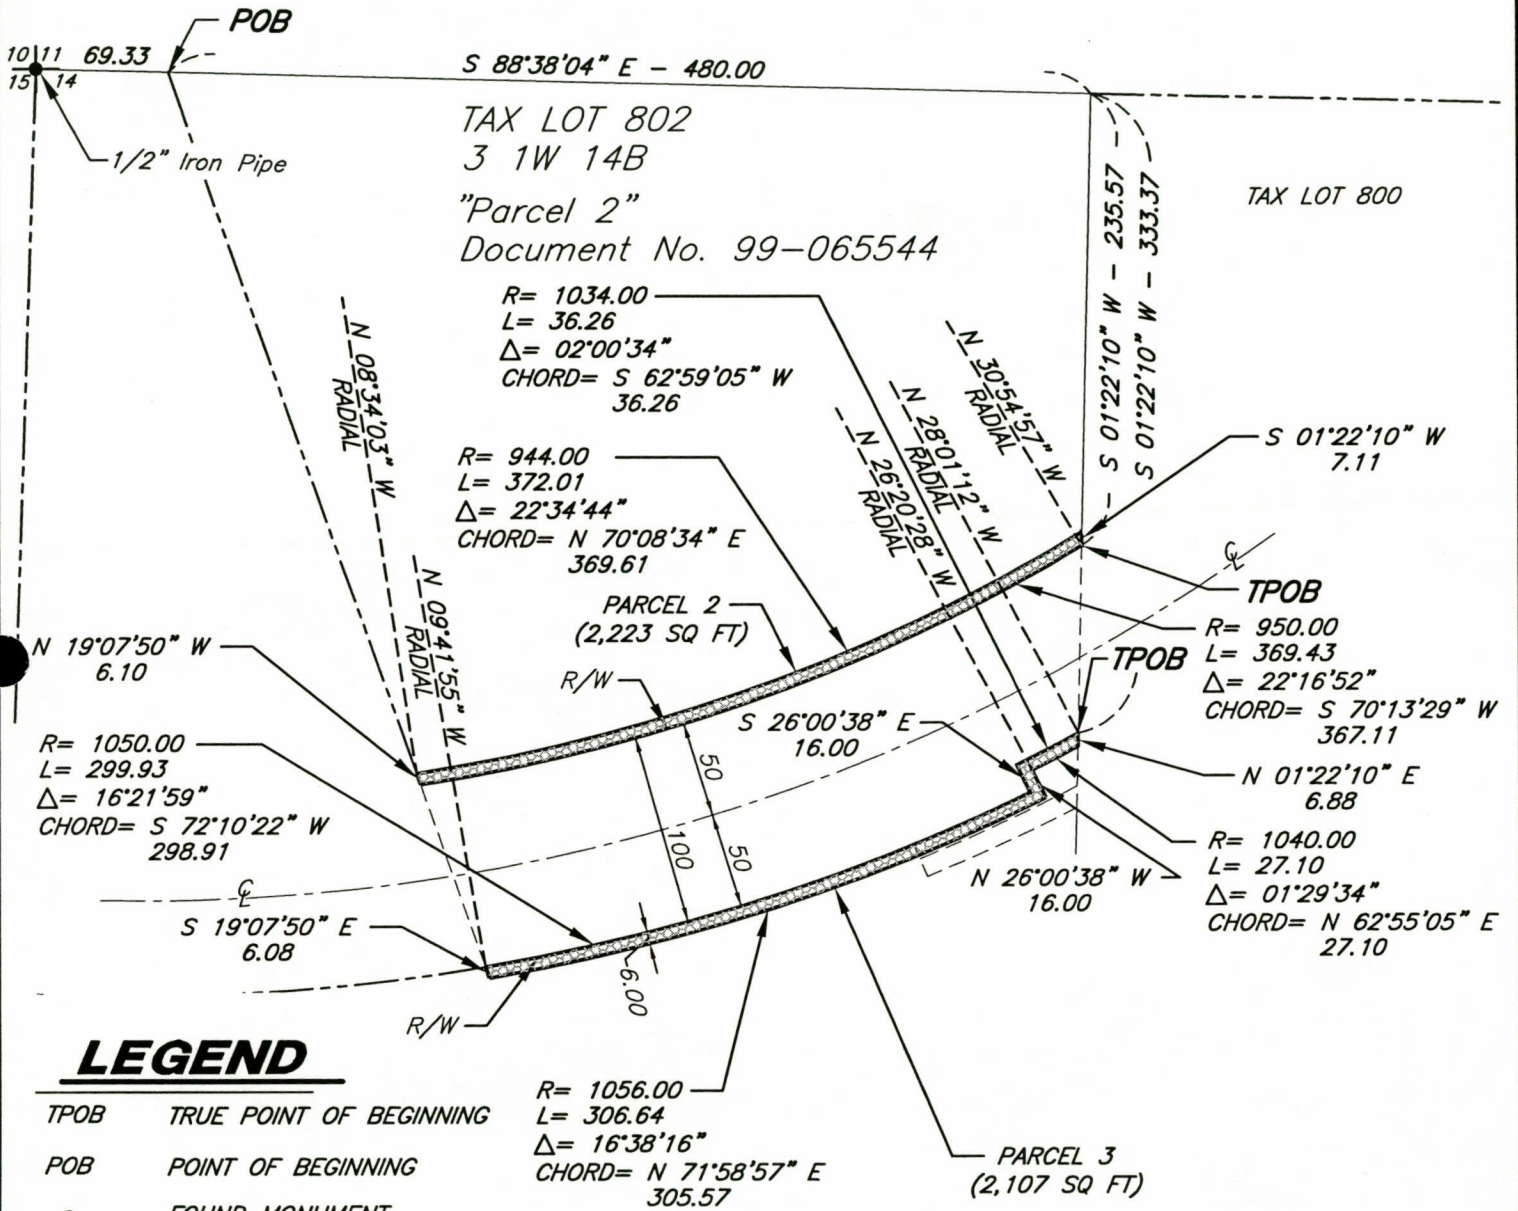 POB
10 11
15 14
69.33
S 88°38'04" E - 480.00
1/2" Iron Pipe
TAX LOT 802
3 1W 14B
"Parcel 2"
Document No. 99-065544
TAX LOT 800
S 01°22'10" W - 235.57
S 01°22'10" W - 333.37
R= 1034.00
L= 36.26
Δ= 02°00'34"
CHORD= S 62°59'05" W
36.26
N 08°34'03" W
RADIAL
N 30°54'57" W
RADIAL
N 28°01'12" W
RADIAL
N 26°20'28" W
RADIAL
S 01°22'10" W
7.11
R= 944.00
L= 372.01
Δ= 22°34'44"
CHORD= N 70°08'34" E
369.61
N 09°41'55" W
RADIAL
PARCEL 2
(2,223 SQ FT)
R/W
N 19°07'50" W
6.10
℄
TPOB
R= 950.00
L= 369.43
Δ= 22°16'52"
CHORD= S 70°13'29" W
367.11
TPOB
S 26°00'38" E
16.00
R= 1050.00
L= 299.93
Δ= 16°21'59"
CHORD= S 72°10'22" W
298.91
50
100
50
N 01°22'10" E
6.88
R= 1040.00
L= 27.10
Δ= 01°29'34"
CHORD= N 62°55'05" E
27.10
N 26°00'38" W
16.00
℄
S 19°07'50" E
6.08
6.00
R/W
LEGEND
TPOB TRUE POINT OF BEGINNING
POB POINT OF BEGINNING
FOUND MONUMENT
R= 1056.00
L= 306.64
Δ= 16°38'16"
CHORD= N 71°58'57" E
305.57
PARCEL 3
(2,107 SQ FT)